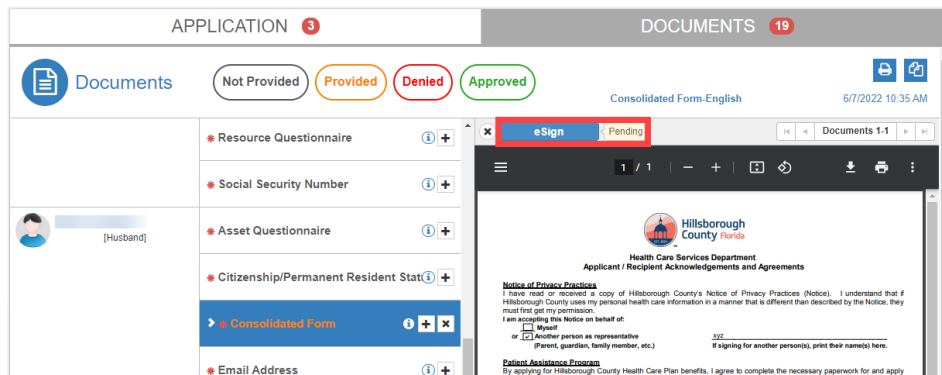 APPLICATION 3
DOCUMENTS 19
Documents
Not Provided
Provided
Denied
Approved
Consolidated Form-English
6/7/2022 10:35 AM
* Resource Questionnaire
eSign
Pending
Documents 1-1
1 / 1
* Social Security Number
[Husband]
* Asset Questionnaire
* Citizenship/Permanent Resident Stat
* Consolidated Form
* Email Address
Hillsborough
County Florida
Health Care Services Department
Applicant / Recipient Acknowledgements and Agreements
Notice of Privacy Practices
I have read or received a copy of Hillsborough County's Notice of Privacy Practices (Notice). I understand that if
Hillsborough County uses my personal health care information in a manner that is different than described by the Notice, they
must first get my permission.
I am accepting this Notice on behalf of:
Myself
or Another person as representative xyz
(Parent, guardian, family member, etc.) If signing for another person(s), print their name(s) here.
Patient Assistance Program
By applying for Hillsborough County Health Care Plan benefits, I agree to complete the necessary paperwork for and apply